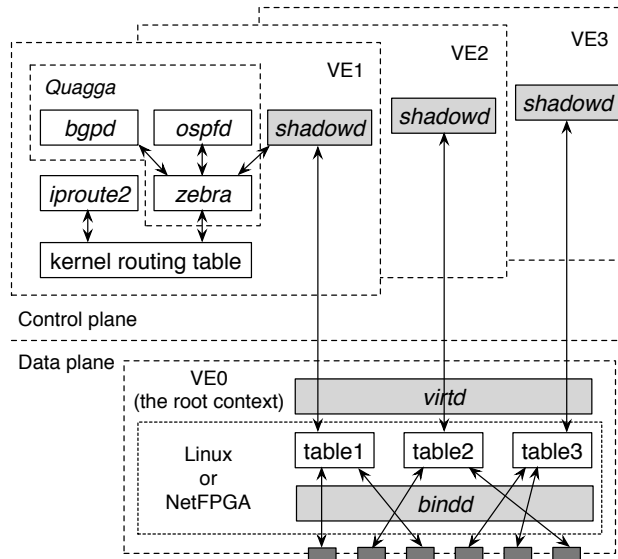 VE3
VE2
VE1
Quagga
bgpd
ospfd
shadowd
shadowd
shadowd
iproute2
zebra
kernel routing table
Control plane
Data plane
VE0
(the root context)
virtd
Linux
or
NetFPGA
table1
table2
table3
bindd